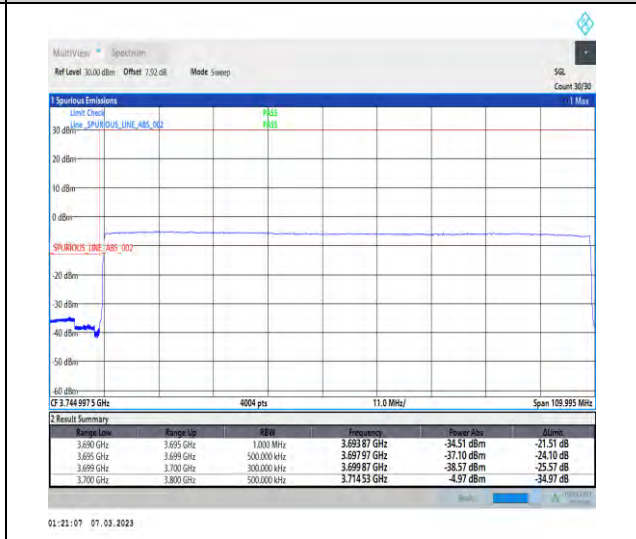 MultiView Spectrum
Ref Level 30.00 dBm Offset 7.92 dB Mode Sweep SGL
Count 30/30
1 Spurious Emissions 1 Max
Limit Check PASS
Line _SPURIOUS_LINE_ABS_002 PASS
30 dBm
20 dBm
10 dBm
0 dBm
_SPURIOUS_LINE_ABS_002
-20 dBm
-30 dBm
-40 dBm
-50 dBm
-60 dBm
CF 3.744 997 5 GHz 4004 pts 11.0 MHz/ Span 109.995 MHz
2 Result Summary
Range Low Range Up RBW Frequency Power Abs ΔLimit
3.690 GHz 3.695 GHz 1.000 MHz 3.693 87 GHz -34.51 dBm -21.51 dB
3.695 GHz 3.699 GHz 500.000 kHz 3.697 97 GHz -37.10 dBm -24.10 dB
3.699 GHz 3.700 GHz 300.000 kHz 3.699 87 GHz -38.57 dBm -25.57 dB
3.700 GHz 3.800 GHz 500.000 kHz 3.714 53 GHz -4.97 dBm -34.97 dB
01:21:07 07.03.2023